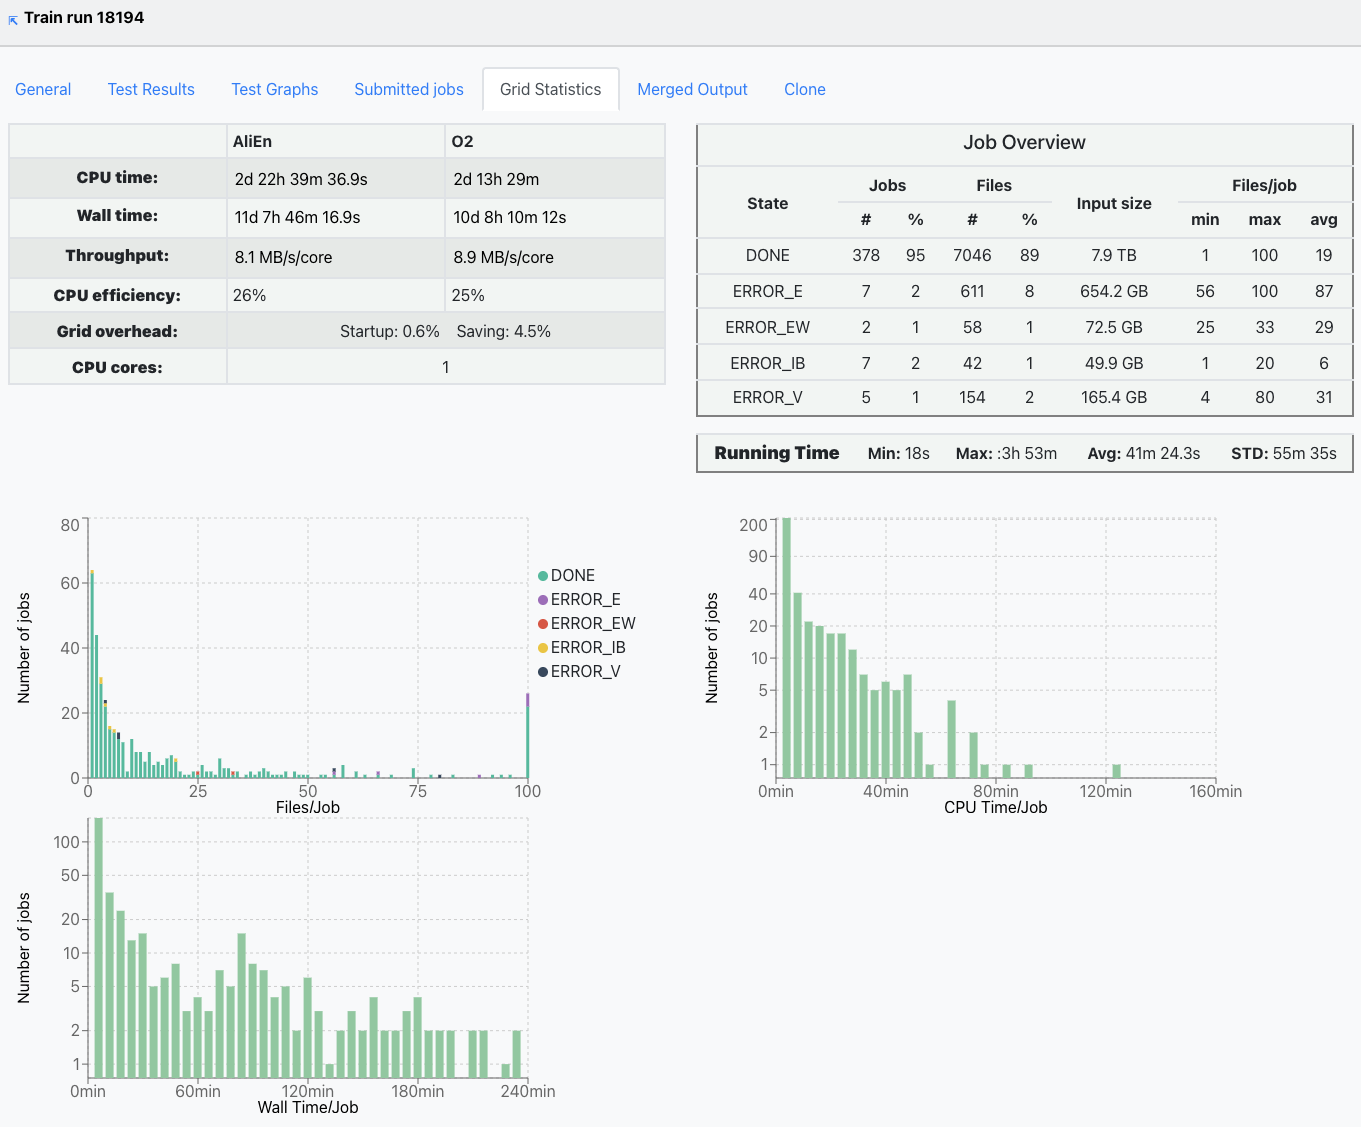 Train run 18194
General Test Results Test Graphs Submitted jobs Grid Statistics Merged Output Clone
AliEn O2
CPU time: 2d 22h 39m 36.9s 2d 13h 29m
Wall time: 11d 7h 46m 16.9s 10d 8h 10m 12s
Throughput: 8.1 MB/s/core 8.9 MB/s/core
CPU efficiency: 26% 25%
Grid overhead: Startup: 0.6% Saving: 4.5%
CPU cores: 1
Job Overview
State Jobs Files Input size Files/job
# % # % min max avg
DONE 378 95 7046 89 7.9 TB 1 100 19
ERROR_E 7 2 611 8 654.2 GB 56 100 87
ERROR_EW 2 1 58 1 72.5 GB 25 33 29
ERROR_IB 7 2 42 1 49.9 GB 1 20 6
ERROR_V 5 1 154 2 165.4 GB 4 80 31
Running Time Min: 18s Max: :3h 53m Avg: 41m 24.3s STD: 55m 35s
Number of jobs
80
60
40
20
0
0 25 50 75 100
Files/Job
DONE
ERROR_E
ERROR_EW
ERROR_IB
ERROR_V
Number of jobs
200
90
40
20
10
5
2
1
0min 40min 80min 120min 160min
CPU Time/Job
Number of jobs
100
50
20
10
5
2
1
0min 60min 120min 180min 240min
Wall Time/Job